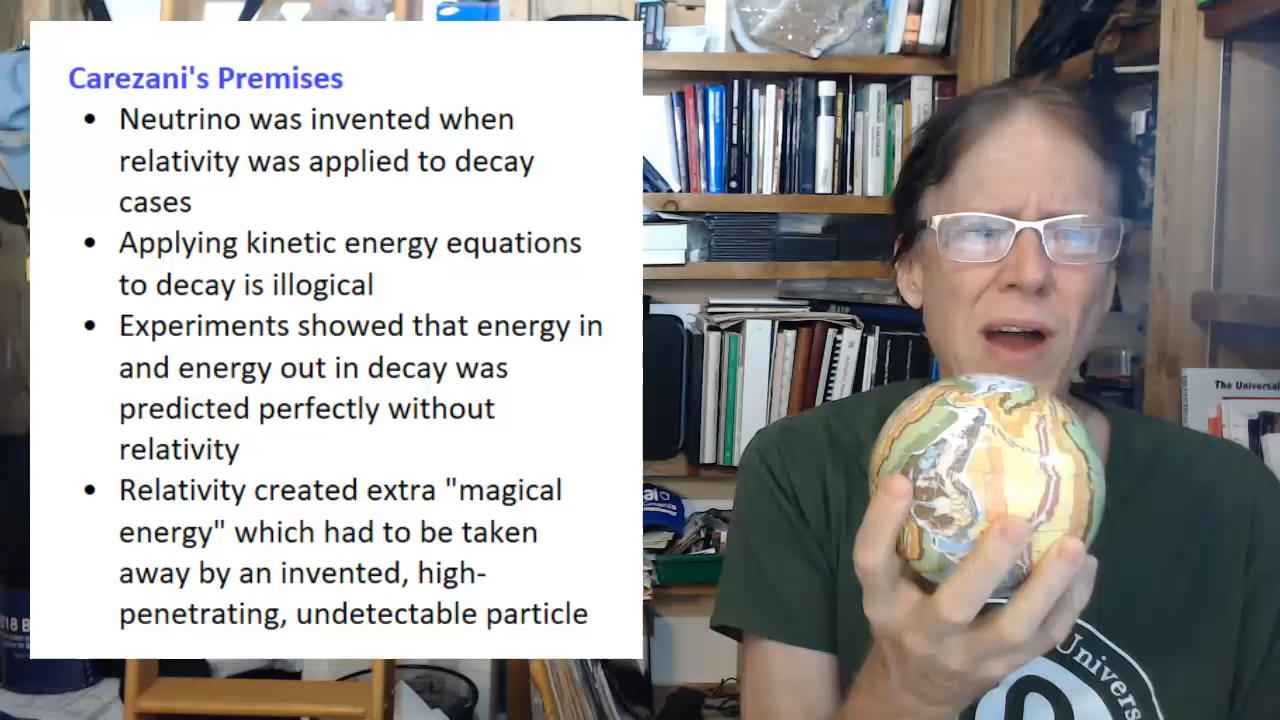 Carezani's Premises
• Neutrino was invented when
relativity was applied to decay
cases
• Applying kinetic energy equations
to decay is illogical
• Experiments showed that energy in
and energy out in decay was
predicted perfectly without
relativity
• Relativity created extra "magical
energy" which had to be taken
away by an invented, high-
penetrating, undetectable particle
The Universal
Univers